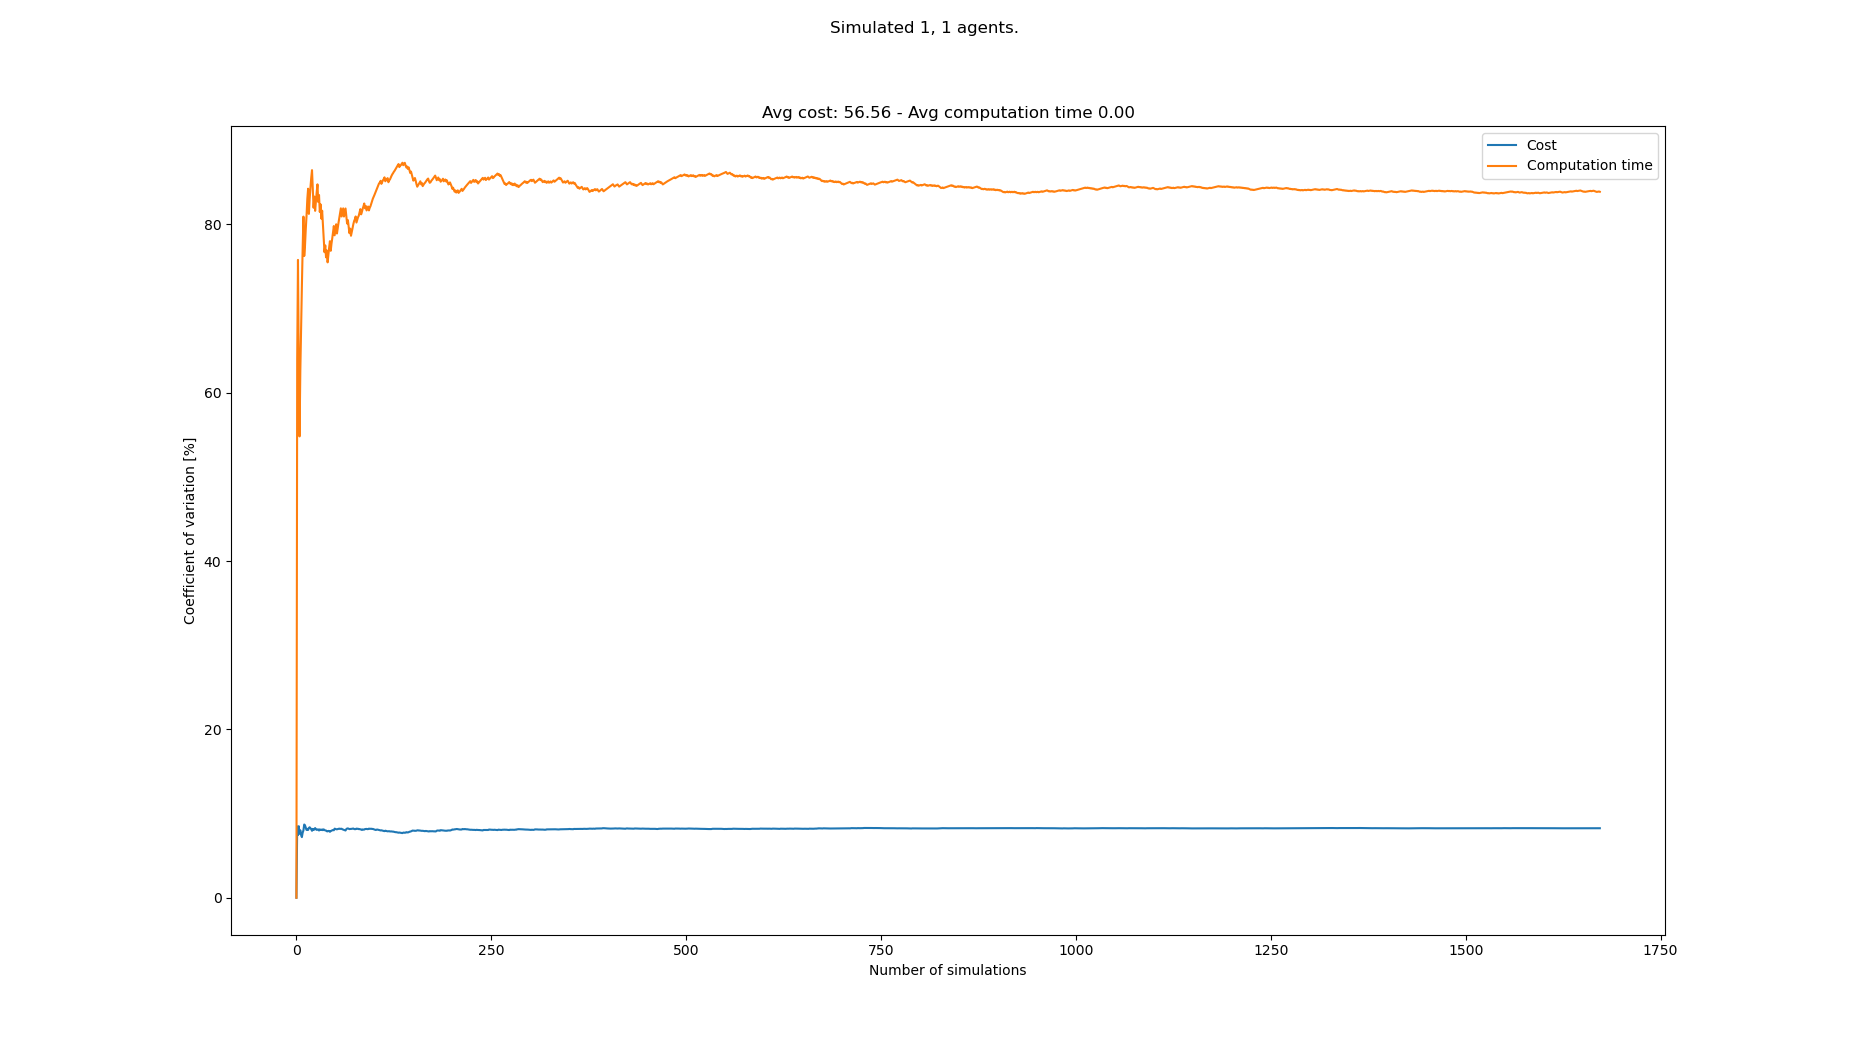 Simulated 1, 1 agents.
Avg cost: 56.56 - Avg computation time 0.00
Cost
Computation time
80
60
40
20
0
Coefficient of variation [%]
0 250 500 750 1000 1250 1500 1750
Number of simulations